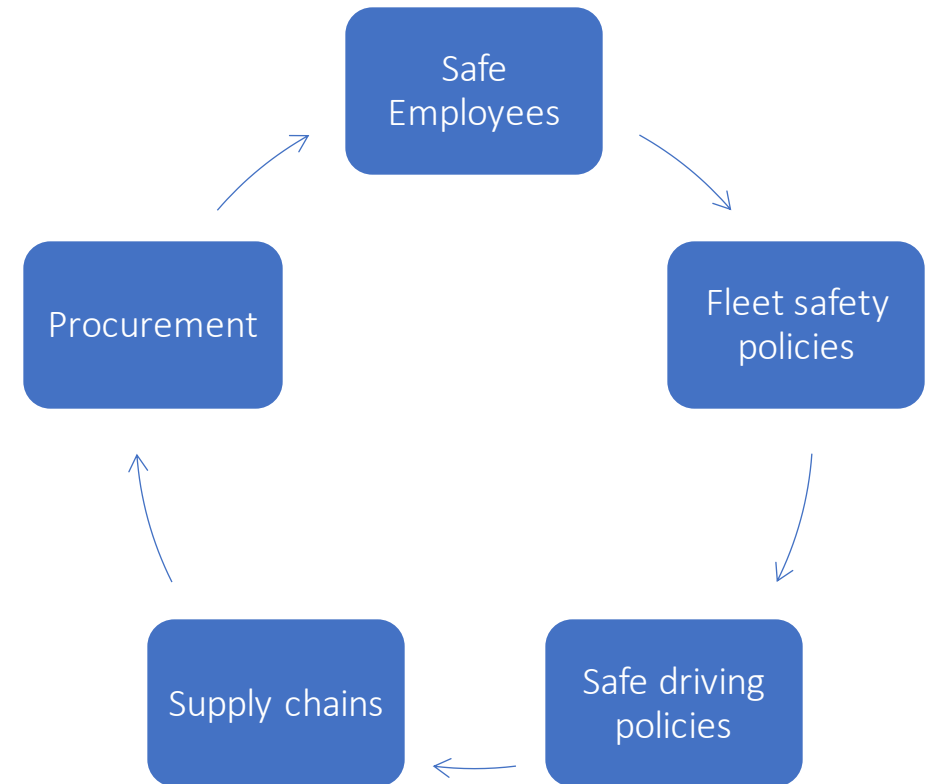 Safe
Employees
Fleet safety
policies
Safe driving
policies
Supply chains
Procurement